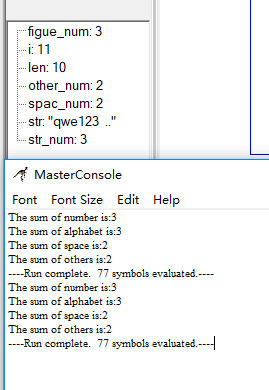 figue_num: 3
i: 11
len: 10
other_num: 2
spac_num: 2
str: "qwe123  .."
str_num: 3
MasterConsole
Font Font Size Edit Help
The sum of number is:3
The sum of alphabet is:3
The sum of space is:2
The sum of others is:2
----Run complete.  77 symbols evaluated.----
The sum of number is:3
The sum of alphabet is:3
The sum of space is:2
The sum of others is:2
----Run complete.  77 symbols evaluated.----